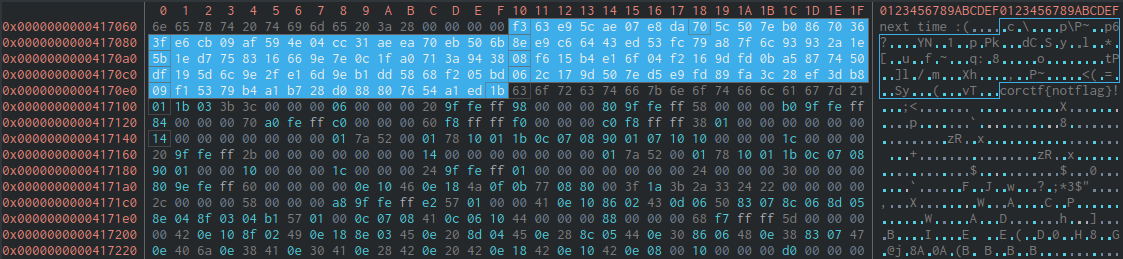 0 1 2 3 4 5 6 7 8 9 A B C D E F 10 11 12 13 14 15 16 17 18 19 1A 1B 1C 1D 1E 1F 0123456789ABCDEF0123456789ABCDEF
0x0000000000417060 6e 65 78 74 20 74 69 6d 65 20 3a 28 00 00 00 00 f3 63 e9 5c ae 07 e8 da 70 5c 50 7e b0 86 70 36 next time :(.....c.\....p\P~..p6
0x0000000000417080 3f e6 cb 09 af 59 4e 04 cc 31 ae ea 70 eb 50 6b 8e e9 c6 64 43 ed 53 fc 79 a8 7f 6c 93 93 2a 1e ?....YN..1..p.Pk...dC.S.y..l..*.
0x00000000004170a0 5b 1e d7 75 83 16 66 9e 7e 0c 1f a0 71 3a 94 38 08 f6 15 b4 e1 6f 04 f2 16 9d fd 0b a5 87 74 50 [..u..f.~...q:.8.....o........tP
0x00000000004170c0 df 19 5d 6c 9e 2f e1 6d 9e b1 dd 58 68 f2 05 bd 06 2c 17 9d 50 7e d5 e9 fd 89 fa 3c 28 ef 3d b8 ..]l./.m...Xh....,..P~.....<(.=.
0x00000000004170e0 09 f1 53 79 b4 a1 b7 28 d0 88 80 76 54 a1 ed 1b 63 6f 72 63 74 66 7b 6e 6f 74 66 6c 61 67 7d 21 ..Sy...(...vT...corctf{notflag}!
0x0000000000417100 01 1b 03 3b 3c 00 00 00 06 00 00 00 20 9f fe ff 98 00 00 00 80 9f fe ff 58 00 00 00 b0 9f fe ff ...;<....... ...........X.......
0x0000000000417120 84 00 00 00 70 a0 fe ff c0 00 00 00 60 f8 ff ff f0 00 00 00 c0 f8 ff ff 38 01 00 00 00 00 00 00 ....p.......`...........8.......
0x0000000000417140 14 00 00 00 00 00 00 00 01 7a 52 00 01 78 10 01 1b 0c 07 08 90 01 07 10 10 00 00 00 1c 00 00 00 .........zR..x..................
0x0000000000417160 20 9f fe ff 2b 00 00 00 00 00 00 00 14 00 00 00 00 00 00 00 01 7a 52 00 01 78 10 01 1b 0c 07 08 ...+................zR..x......
0x0000000000417180 90 01 00 00 10 00 00 00 1c 00 00 00 24 9f fe ff 01 00 00 00 00 00 00 00 24 00 00 00 30 00 00 00 ............$...........$...0...
0x00000000004171a0 80 9e fe ff 60 00 00 00 00 0e 10 46 0e 18 4a 0f 0b 77 08 80 00 3f 1a 3b 2a 33 24 22 00 00 00 00 ....`......F..J..w...?.;*3$"....
0x00000000004171c0 2c 00 00 00 58 00 00 00 a8 9f fe ff e2 57 01 00 00 41 0e 10 86 02 43 0d 06 50 83 07 8c 06 8d 05 ,...X........W...A....C..P......
0x00000000004171e0 8e 04 8f 03 04 b1 57 01 00 0c 07 08 41 0c 06 10 44 00 00 00 88 00 00 00 68 f7 ff ff 5d 00 00 00 ......W.....A...D.......h...]...
0x0000000000417200 00 42 0e 10 8f 02 49 0e 18 8e 03 45 0e 20 8d 04 45 0e 28 8c 05 44 0e 30 86 06 48 0e 38 83 07 47 .B....I....E. ..E.(..D.0..H.8..G
0x0000000000417220 0e 40 6a 0e 38 41 0e 30 41 0e 28 42 0e 20 42 0e 18 42 0e 10 42 0e 08 00 10 00 00 00 d0 00 00 00 .@j.8A.0A.(B. B..B..B...........